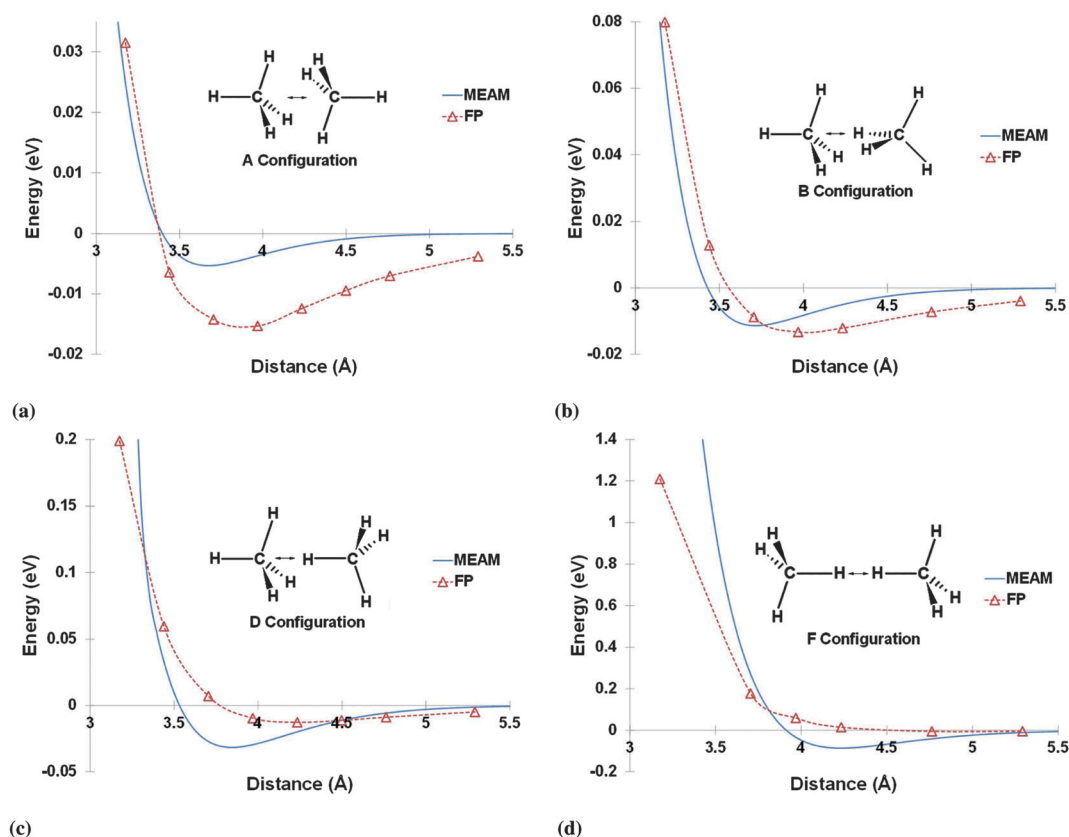 0.03
0.02
0.01
0
-0.01
-0.02
Energy (eV)
3 3.5 4 4.5 5 5.5
Distance (Å)
H H
H
H C C H
H
H H
A Configuration
MEAM
FP
(a)
0.08
0.06
0.04
0.02
0
-0.02
Energy (eV)
3 3.5 4 4.5 5 5.5
Distance (Å)
H H
H C H C
H H
H H
B Configuration
MEAM
FP
(b)
0.2
0.15
0.1
0.05
0
-0.05
Energy (eV)
3 3.5 4 4.5 5 5.5
Distance (Å)
H H
H
H C H C
H
H H
D Configuration
MEAM
FP
(c)
1.4
1.2
1
0.8
0.6
0.4
0.2
0
-0.2
Energy (eV)
3 3.5 4 4.5 5 5.5
Distance (Å)
H H
H
C H H C
H
H H
F Configuration
MEAM
FP
(d)